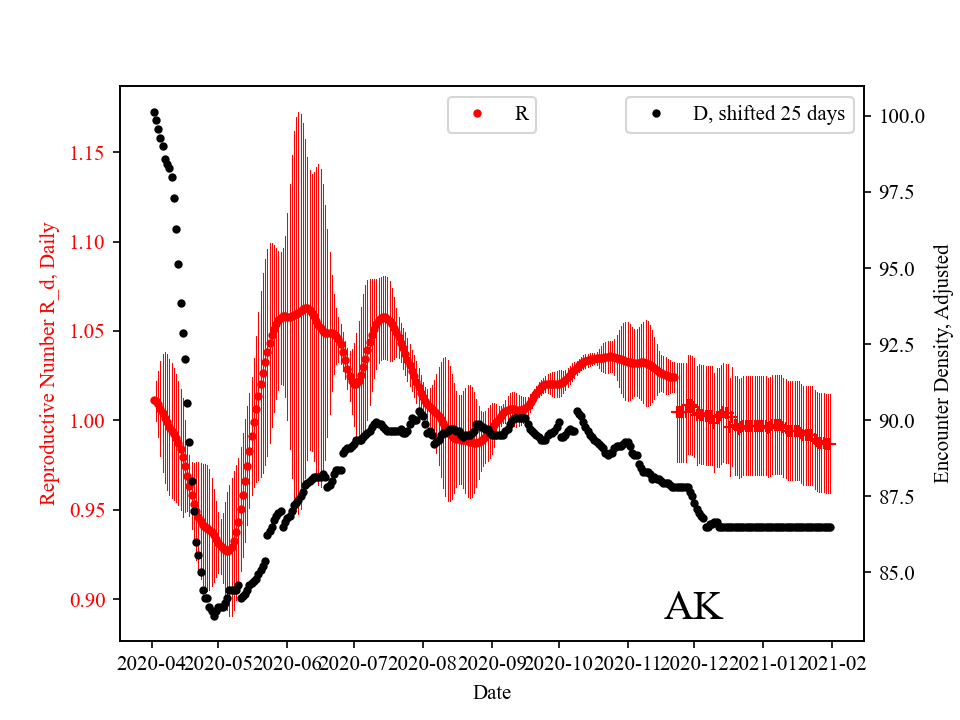 R
D, shifted 25 days
Reproductive Number R_d, Daily
1.15
1.10
1.05
1.00
0.95
0.90
100.0
97.5
95.0
92.5
90.0
87.5
85.0
Encounter Density, Adjusted
AK
2020-04 2020-05 2020-06 2020-07 2020-08 2020-09 2020-10 2020-11 2020-12 2021-01 2021-02
Date